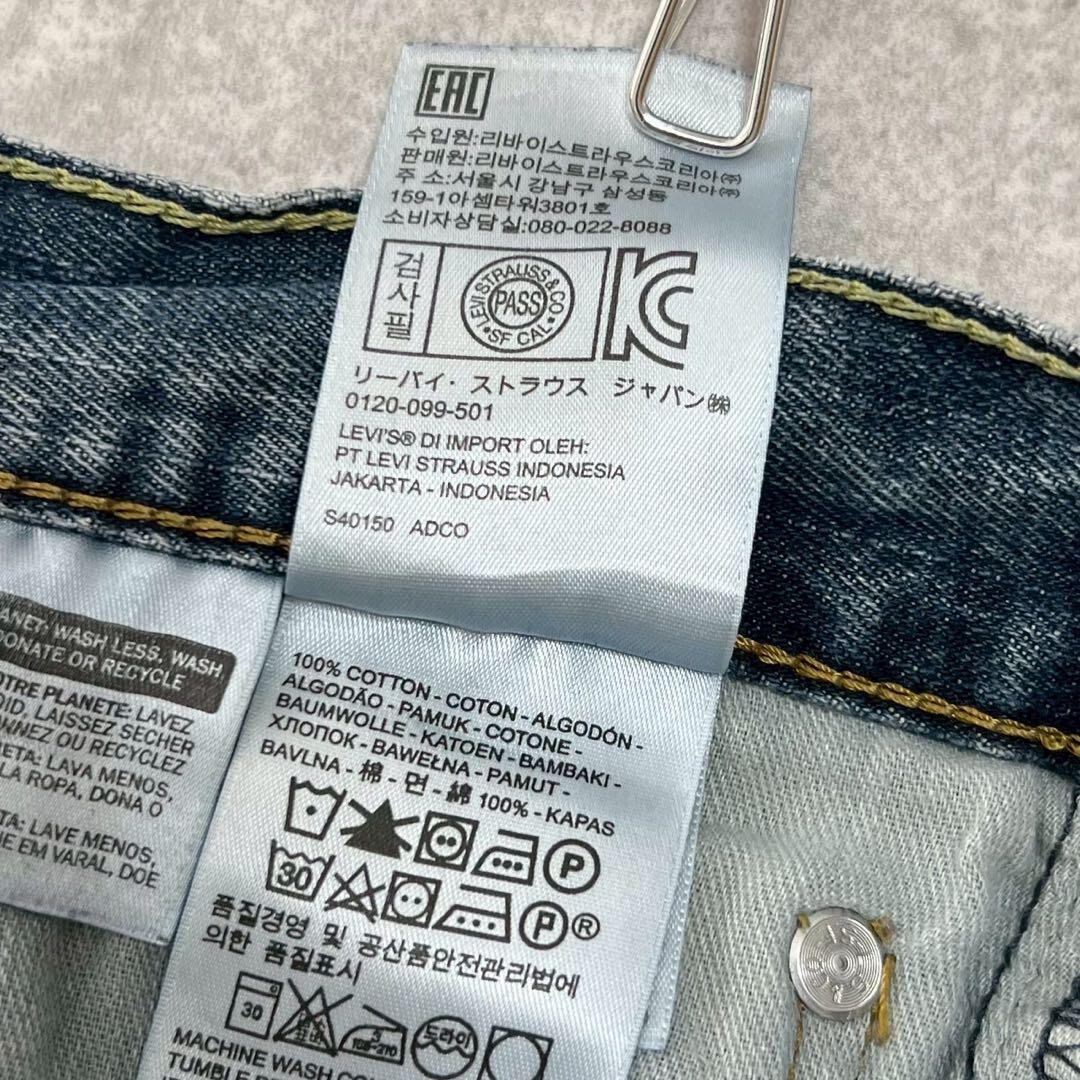 EAC
수입원:리바이스트라우스코리아㈜
판매원:리바이스트라우스코리아㈜
주 소:서울시 강남구 삼성동
159-1아셈타워3801호
소비자상담실:080-022-8088
검사필
LEVI STRAUSS & CO
PASS
SF CAL
KC
リーバイ・ストラウス ジャパン㈱
0120-099-501
LEVI'S® DI IMPORT OLEH:
PT LEVI STRAUSS INDONESIA
JAKARTA - INDONESIA
S40150 ADCO
WASH LESS, WASH
DONATE OR RECYCLE
PLANÈTE: LAVEZ
LAISSEZ SÉCHER
OU RECYCLEZ
LAVA MENOS,
LA ROPA, DONA O
LAVE MENOS,
EM VARAL, DOE
100% COTTON - COTON - ALGODÓN -
ALGODÃO - PAMUK - COTONE -
BAUMWOLLE - KATOEN - BAMBAKI -
ХЛОПОК - BAWEŁNA - PAMUT -
BAVLNA - 棉 - 면 - 綿 100% - KAPAS
P
30
P®
품질경영 및 공산품안전관리법에
의한 품질표시
30
드라이
MACHINE WASH
TUMBLE